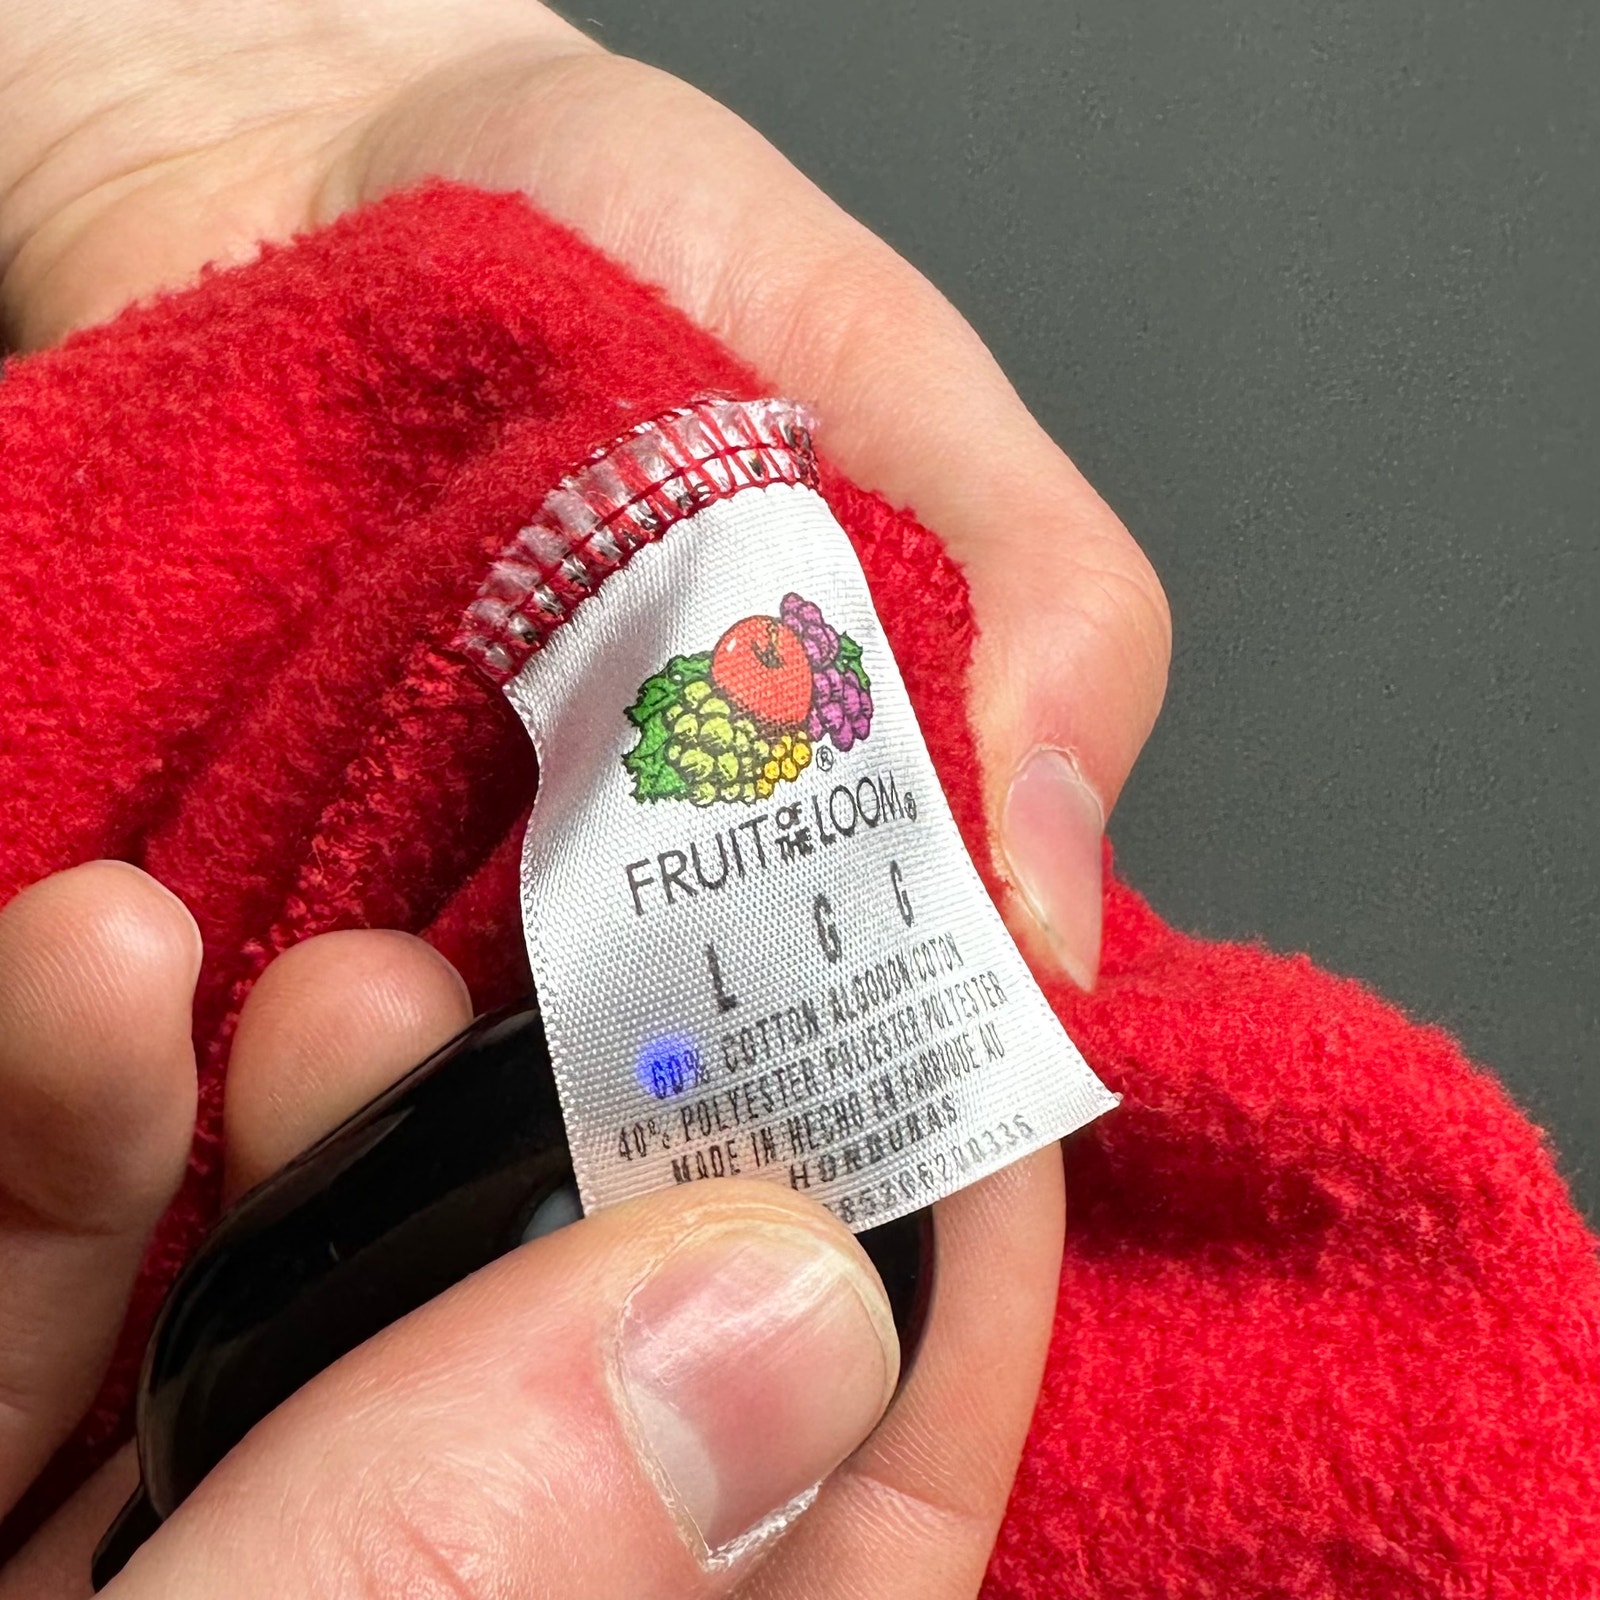 ®
FRUIT OF THE LOOM®
L G G
60% COTTON·ALGODON·COTON
40% POLYESTER·POLIESTER·POLYESTER
MADE IN·HECHO EN·FABRIQUE AU
HONDURAS